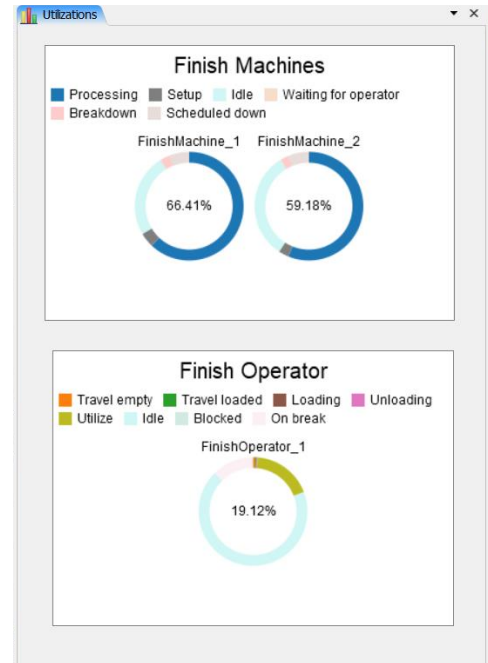 Utilizations
Finish Machines
Processing Setup Idle Waiting for operator
Breakdown Scheduled down
FinishMachine_1 FinishMachine_2
66.41% 59.18%
Finish Operator
Travel empty Travel loaded Loading Unloading
Utilize Idle Blocked On break
FinishOperator_1
19.12%